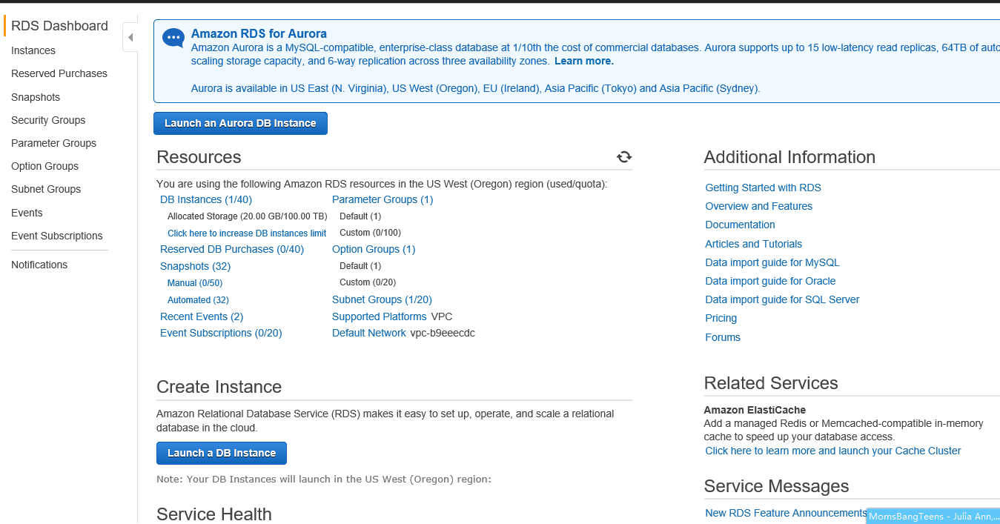 RDS Dashboard
Instances
Reserved Purchases
Snapshots
Security Groups
Parameter Groups
Option Groups
Subnet Groups
Events
Event Subscriptions
Notifications
Amazon RDS for Aurora
Amazon Aurora is a MySQL-compatible, enterprise-class database at 1/10th the cost of commercial databases. Aurora supports up to 15 low-latency read replicas, 64TB of auto
scaling storage capacity, and 6-way replication across three availability zones. Learn more.
Aurora is available in US East (N. Virginia), US West (Oregon), EU (Ireland), Asia Pacific (Tokyo) and Asia Pacific (Sydney).
Launch an Aurora DB Instance
Resources
You are using the following Amazon RDS resources in the US West (Oregon) region (used/quota):
DB Instances (1/40)
Allocated Storage (20.00 GB/100.00 TB)
Click here to increase DB instances limit
Reserved DB Purchases (0/40)
Snapshots (32)
Manual (0/50)
Automated (32)
Recent Events (2)
Event Subscriptions (0/20)
Parameter Groups (1)
Default (1)
Custom (0/100)
Option Groups (1)
Default (1)
Custom (0/20)
Subnet Groups (1/20)
Supported Platforms VPC
Default Network vpc-b9eeecdc
Create Instance
Amazon Relational Database Service (RDS) makes it easy to set up, operate, and scale a relational
database in the cloud.
Launch a DB Instance
Note: Your DB Instances will launch in the US West (Oregon) region:
Service Health
Additional Information
Getting Started with RDS
Overview and Features
Documentation
Articles and Tutorials
Data import guide for MySQL
Data import guide for Oracle
Data import guide for SQL Server
Pricing
Forums
Related Services
Amazon ElastiCache
Add a managed Redis or Memcached-compatible in-memory
cache to speed up your database access.
Click here to learn more and launch your Cache Cluster
Service Messages
New RDS Feature Announcements
MomsBangTeens - Julia Ann,...